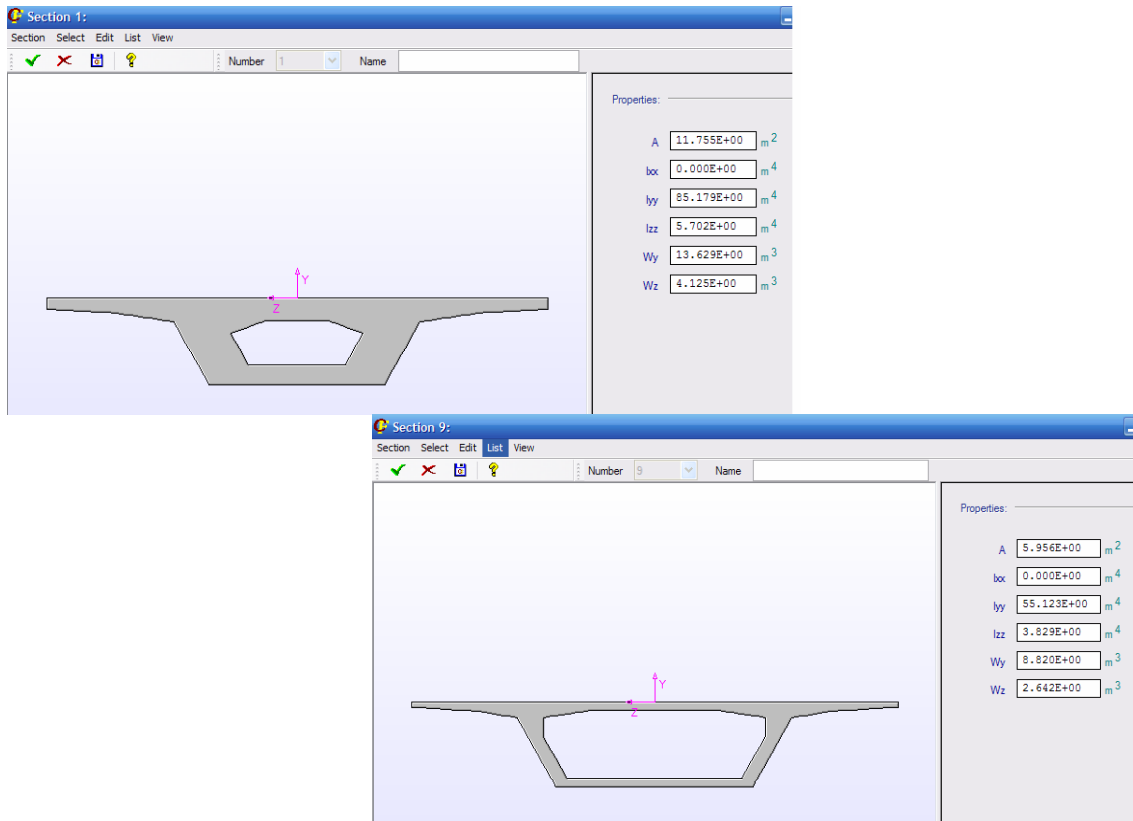 Section 1:
Section Select Edit List View
Number 1 Name
Properties:
A 11.755E+00 m2
Ixx 0.000E+00 m4
Iyy 85.179E+00 m4
Izz 5.702E+00 m4
Wy 13.629E+00 m3
Wz 4.125E+00 m3
Y
Z
Section 9:
Section Select Edit List View
Number 9 Name
Properties:
A 5.956E+00 m2
Ixx 0.000E+00 m4
Iyy 55.123E+00 m4
Izz 3.829E+00 m4
Wy 8.820E+00 m3
Wz 2.642E+00 m3
Y
Z